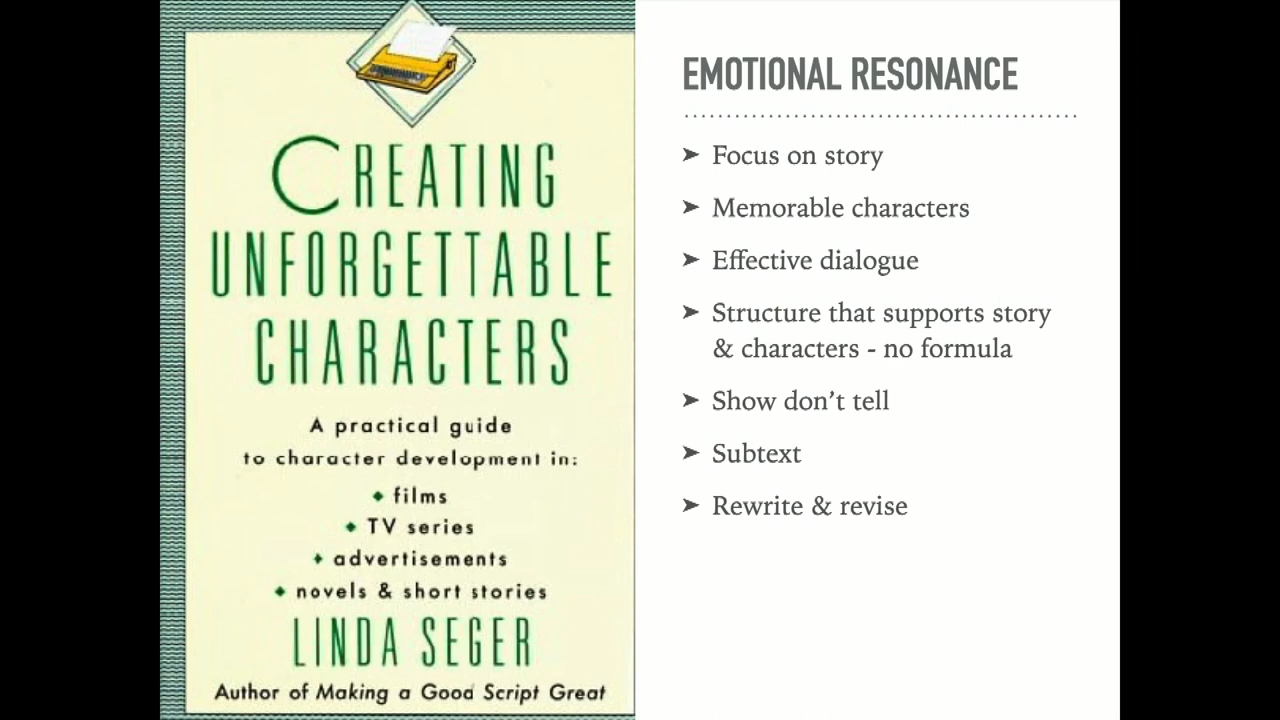 CREATING
UNFORGETTABLE
CHARACTERS
A practical guide
to character development in:
◆ films
◆ TV series
◆ advertisements
◆ novels & short stories
LINDA SEGER
Author of Making a Good Script Great
EMOTIONAL RESONANCE
➤ Focus on story
➤ Memorable characters
➤ Effective dialogue
➤ Structure that supports story
& characters - no formula
➤ Show don’t tell
➤ Subtext
➤ Rewrite & revise